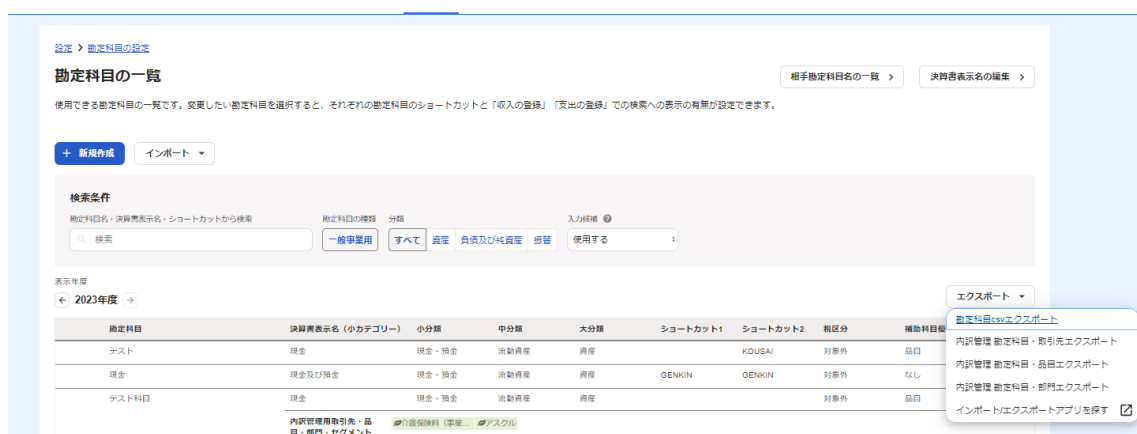 設定 > 勘定科目の設定
勘定科目の一覧
相手勘定科目名の一覧 >
決算書表示名の編集 >
使用できる勘定科目の一覧です。変更したい勘定科目を選択すると、それぞれの勘定科目のショートカットと「収入の登録」「支出の登録」での検索への表示の有無が設定できます。
+ 新規作成 インポート
検索条件
勘定科目名・決算書表示名・ショートカットから検索 勘定科目の種類 分類 入力候補
検索 一般事業用 すべて 資産 負債及び純資産 振替 使用する
表示年度
← 2023年度 →
エクスポート
勘定科目csvエクスポート
内訳管理 勘定科目・取引先エクスポート
内訳管理 勘定科目・品目エクスポート
内訳管理 勘定科目・部門エクスポート
インポート/エクスポートアプリを探す
勘定科目 決算書表示名（小カテゴリー） 小分類 中分類 大分類 ショートカット1 ショートカット2 税区分 補助科目優
テスト 現金 現金・預金 流動資産 資産 KOUSAI 対象外 品目
現金 現金及び預金 現金・預金 流動資産 資産 GENKIN GENKIN 対象外 なし
テスト科目 現金 現金・預金 流動資産 資産 対象外 品目
内訳管理用取引先・品 介護保険料（事業... アスクル
目・部門・セグメント